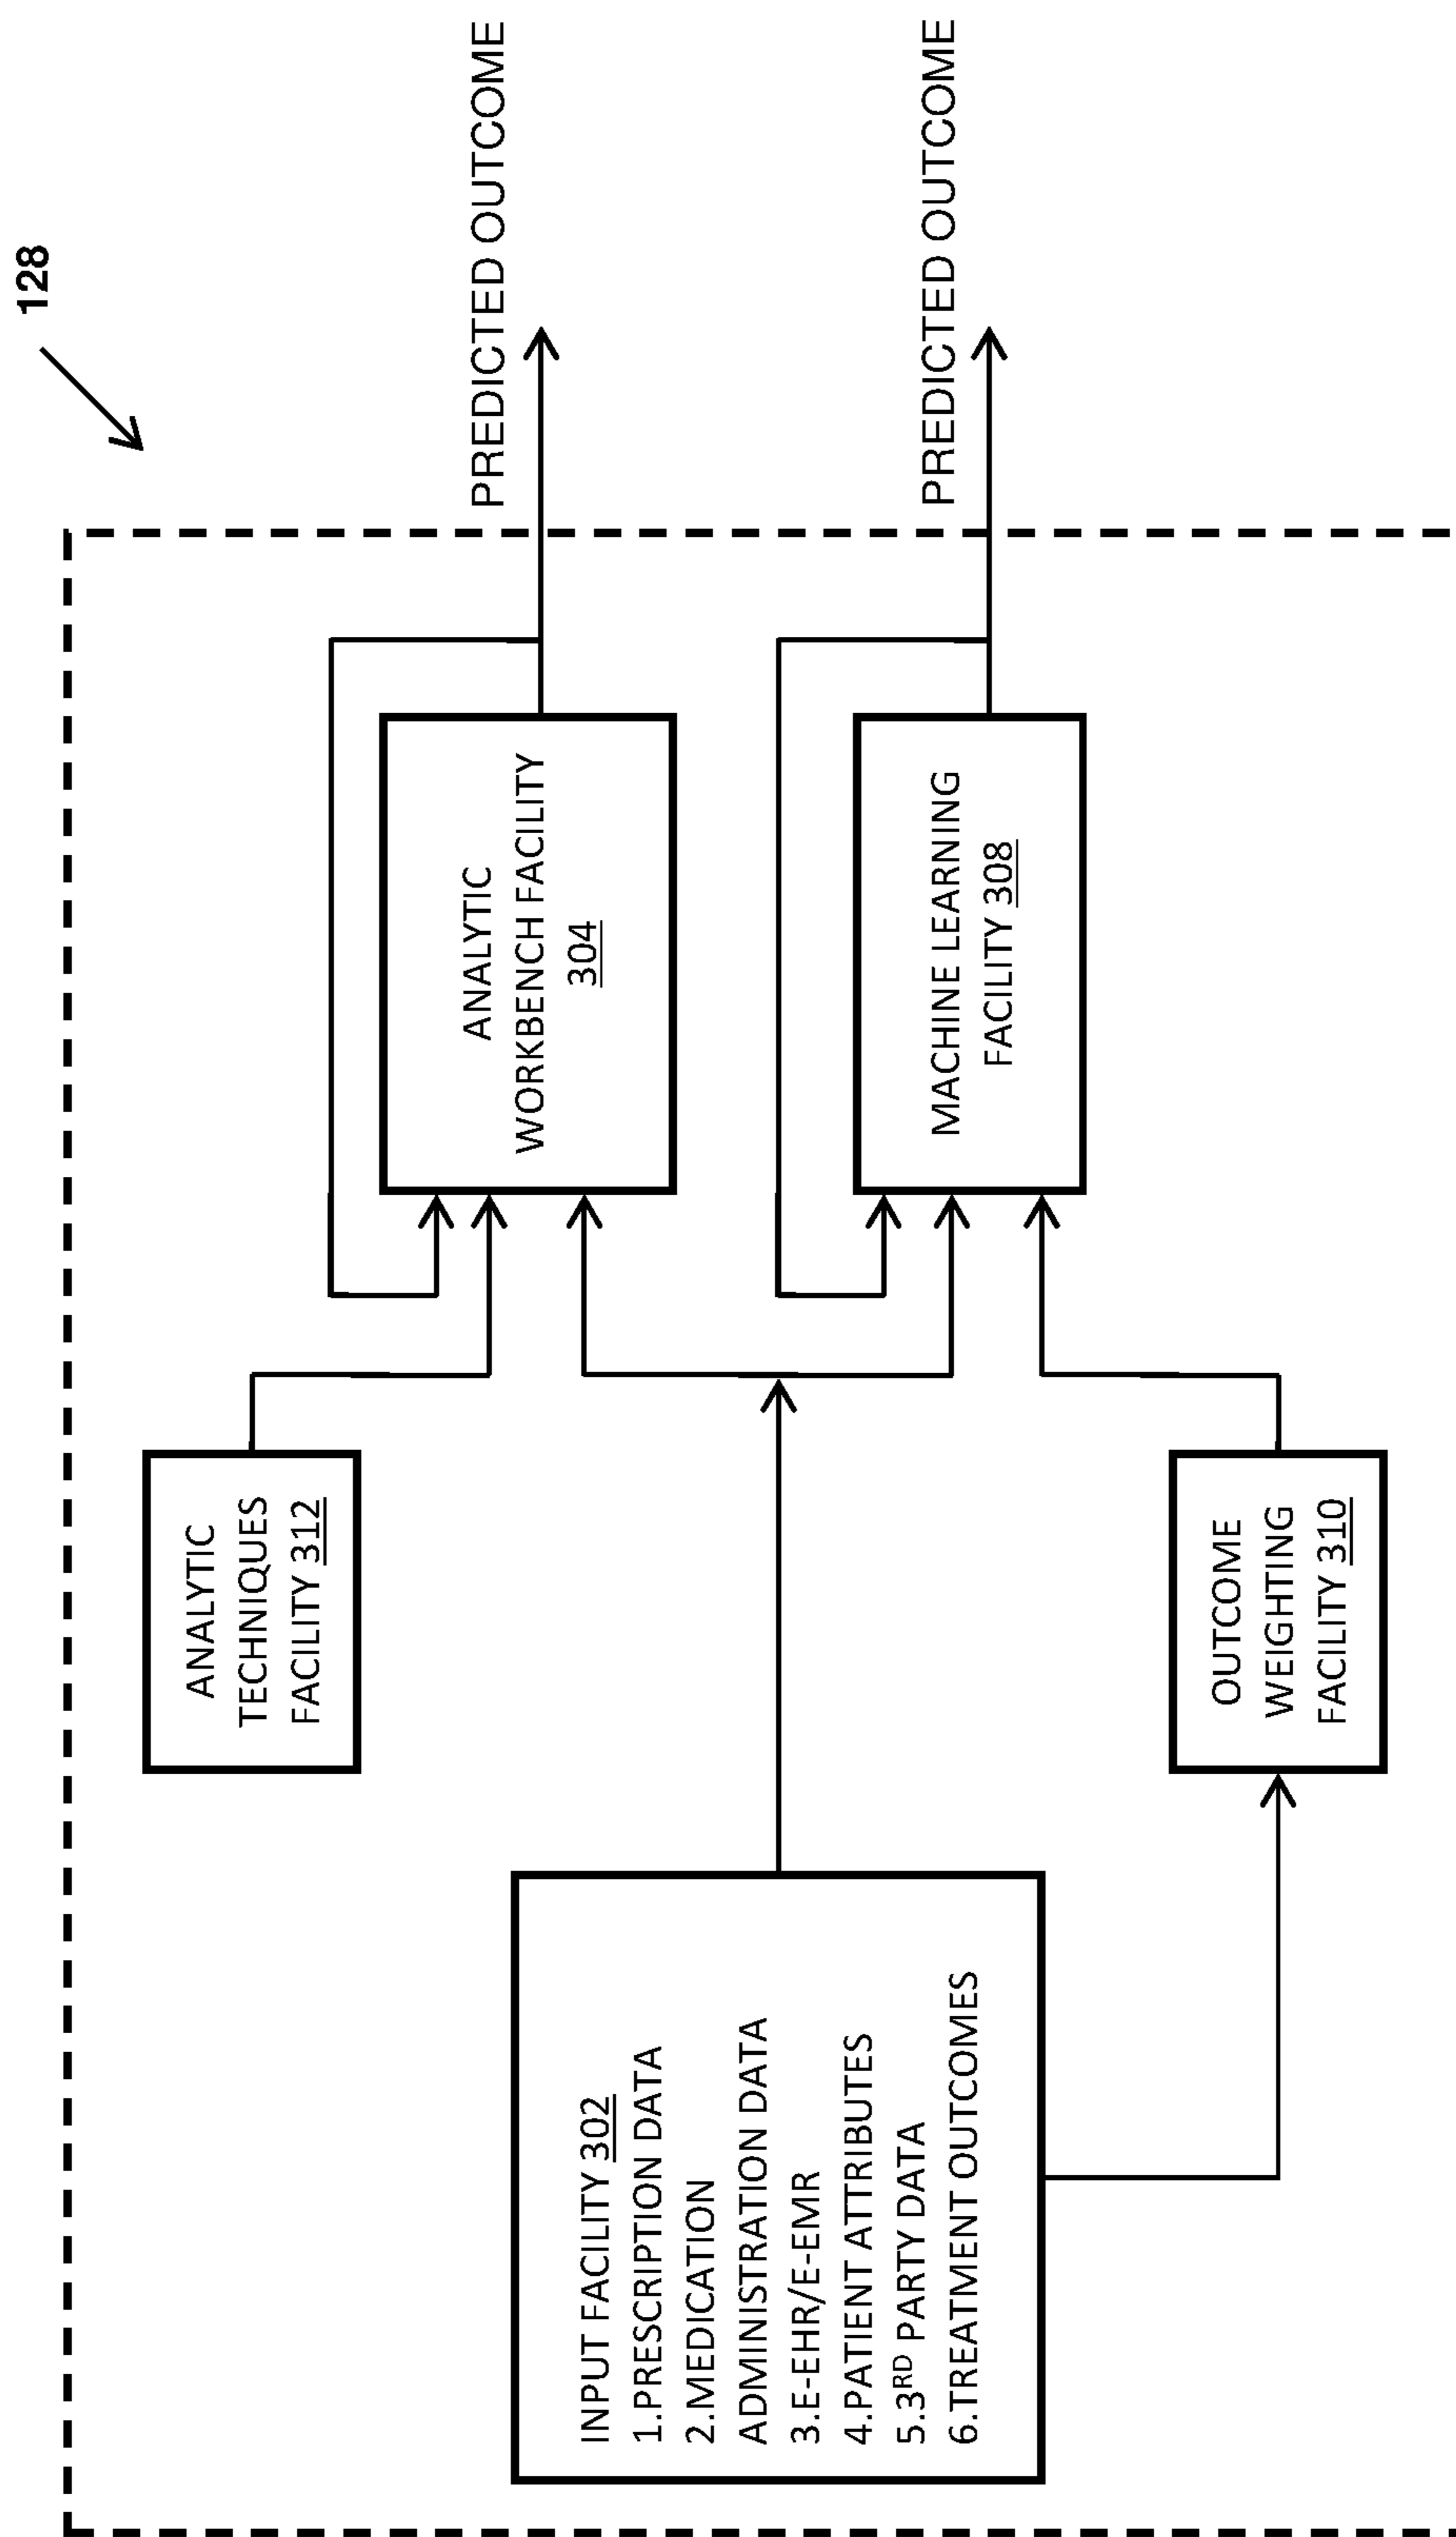 128
PREDICTED OUTCOME
PREDICTED OUTCOME
ANALYTIC
WORKBENCH FACILITY
304
MACHINE LEARNING
FACILITY 308
ANALYTIC
TECHNIQUES
FACILITY 312
OUTCOME
WEIGHTING
FACILITY 310
INPUT FACILITY 302
1.PRESCRIPTION DATA
2.MEDICATION
ADMINISTRATION DATA
3.E-EHR/E-EMR
4.PATIENT ATTRIBUTES
5.3RD PARTY DATA
6.TREATMENT OUTCOMES